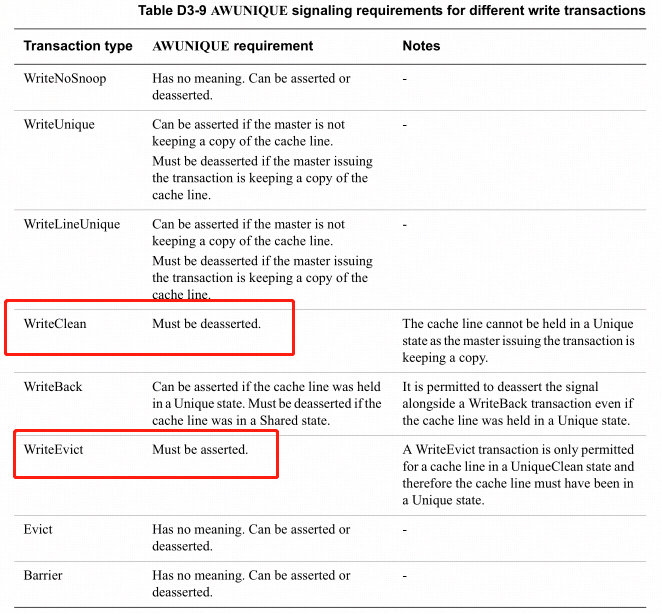 Table D3-9 AWUNIQUE signaling requirements for different write transactions
Transaction type AWUNIQUE requirement Notes
WriteNoSnoop Has no meaning. Can be asserted or -
deasserted.
WriteUnique Can be asserted if the master is not -
keeping a copy of the cache line.
Must be deasserted if the master issuing
the transaction is keeping a copy of the
cache line.
WriteLineUnique Can be asserted if the master is not -
keeping a copy of the cache line.
Must be deasserted if the master issuing
the transaction is keeping a copy of the
cache line.
WriteClean Must be deasserted. The cache line cannot be held in a Unique
state as the master issuing the transaction is
keeping a copy.
WriteBack Can be asserted if the cache line was held It is permitted to deassert the signal
in a Unique state. Must be deasserted if the alongside a WriteBack transaction even if
cache line was in a Shared state. the cache line was held in a Unique state.
WriteEvict Must be asserted. A WriteEvict transaction is only permitted
for a cache line in a UniqueClean state and
therefore the cache line must have been in
a Unique state.
Evict Has no meaning. Can be asserted or -
deasserted.
Barrier Has no meaning. Can be asserted or -
deasserted.